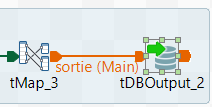 sortie (Main)
tMap_3
tDBOutput_2